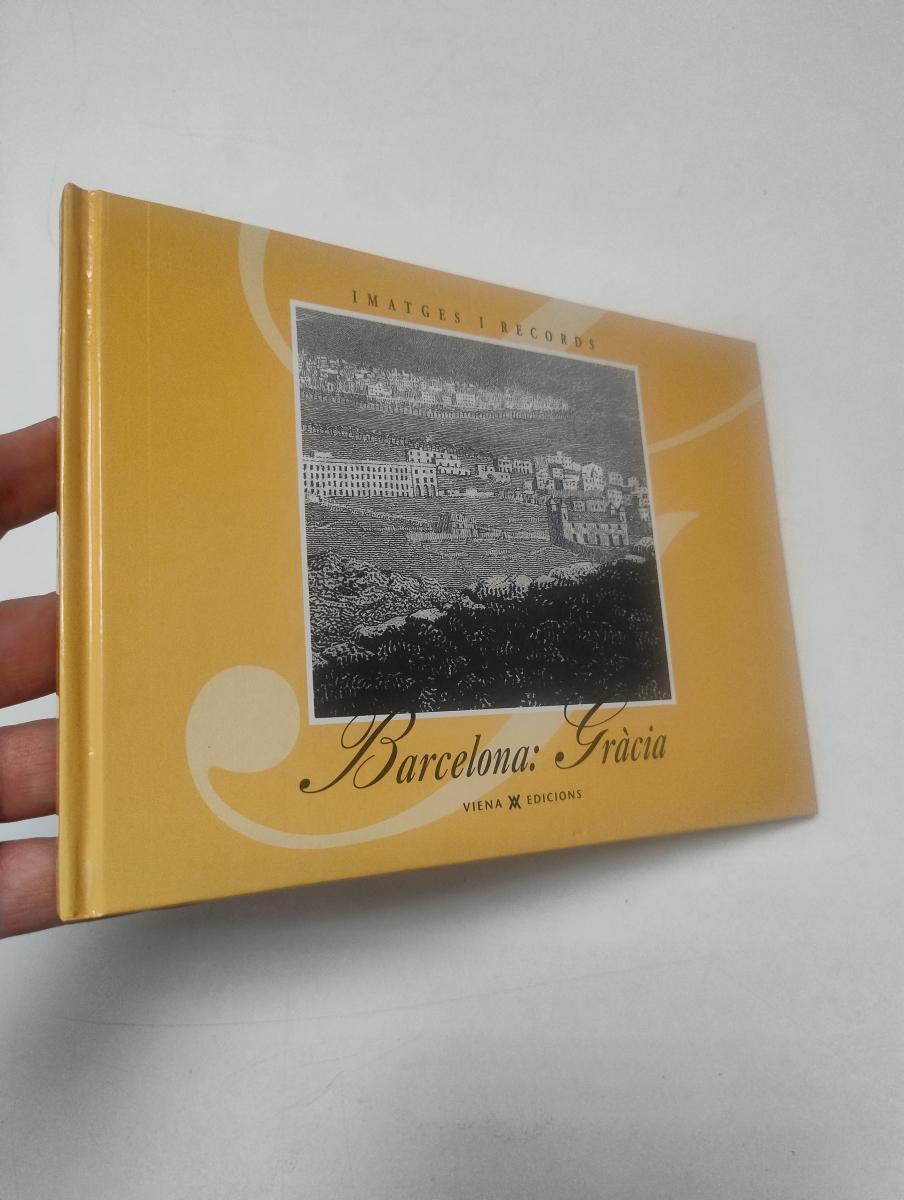 IMATGES I RECORDS
Barcelona: Gràcia
VIENA EDICIONS